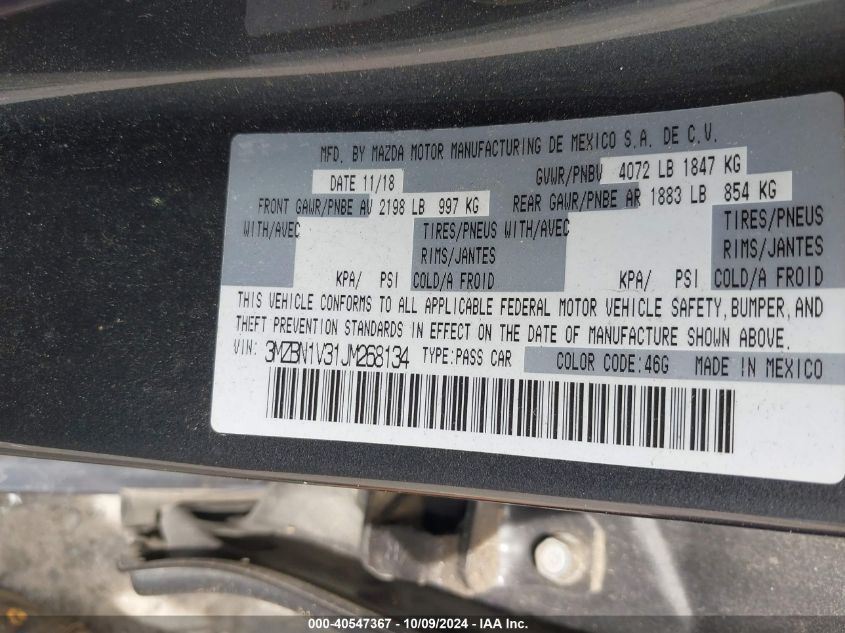 MFD. BY MAZDA MOTOR MANUFACTURING DE MEXICO S.A. DE C.V.
DATE 11/18 GVWR/PNBV 4072 LB 1847 KG
FRONT GAWR/PNBE AV 2198 LB 997 KG REAR GAWR/PNBE AR 1883 LB 854 KG
WITH/AVEC TIRES/PNEUS WITH/AVEC TIRES/PNEUS
RIMS/JANTES RIMS/JANTES
KPA/ PSI COLD/A FROID KPA/ PSI COLD/A FROID
THIS VEHICLE CONFORMS TO ALL APPLICABLE FEDERAL MOTOR VEHICLE SAFETY, BUMPER, AND
THEFT PREVENTION STANDARDS IN EFFECT ON THE DATE OF MANUFACTURE SHOWN ABOVE.
VIN: 3MZBN1V31JM268134 TYPE:PASS CAR COLOR CODE:46G MADE IN MEXICO
000-40547367 - 10/09/2024 - IAAI Inc.